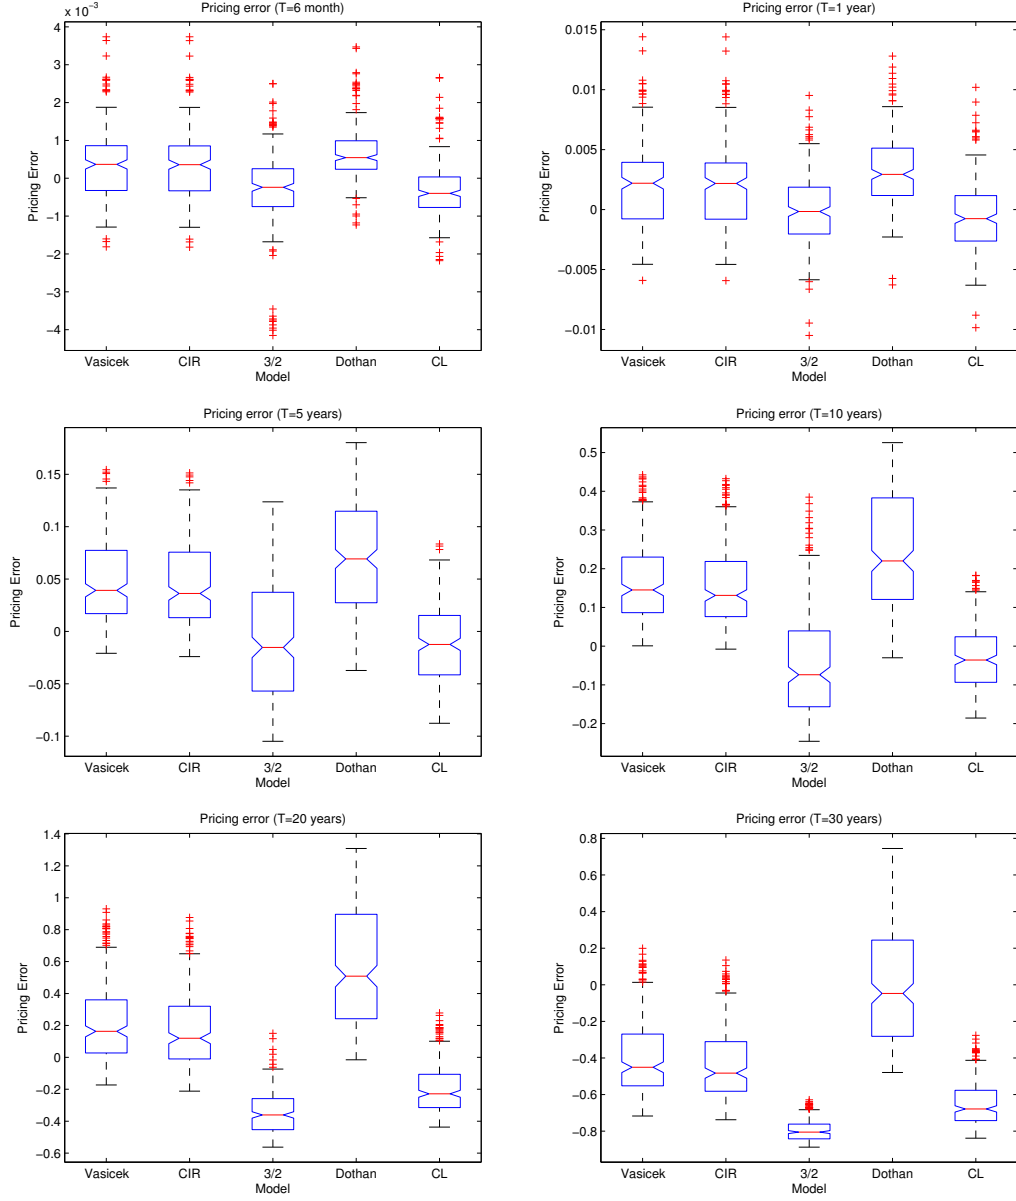 Pricing error (T=6 month)
x 10⁻³
4
3
2
1
0
−1
−2
−3
−4
Pricing Error
Vasicek CIR 3/2 Dothan CL
Model
Pricing error (T=1 year)
0.015
0.01
0.005
0
−0.005
−0.01
Pricing Error
Vasicek CIR 3/2 Dothan CL
Model
Pricing error (T=5 years)
0.15
0.1
0.05
0
−0.05
−0.1
Pricing Error
Vasicek CIR 3/2 Dothan CL
Model
Pricing error (T=10 years)
0.5
0.4
0.3
0.2
0.1
0
−0.1
−0.2
Pricing Error
Vasicek CIR 3/2 Dothan CL
Model
Pricing error (T=20 years)
1.4
1.2
1
0.8
0.6
0.4
0.2
0
−0.2
−0.4
−0.6
Pricing Error
Vasicek CIR 3/2 Dothan CL
Model
Pricing error (T=30 years)
0.8
0.6
0.4
0.2
0
−0.2
−0.4
−0.6
−0.8
Pricing Error
Vasicek CIR 3/2 Dothan CL
Model